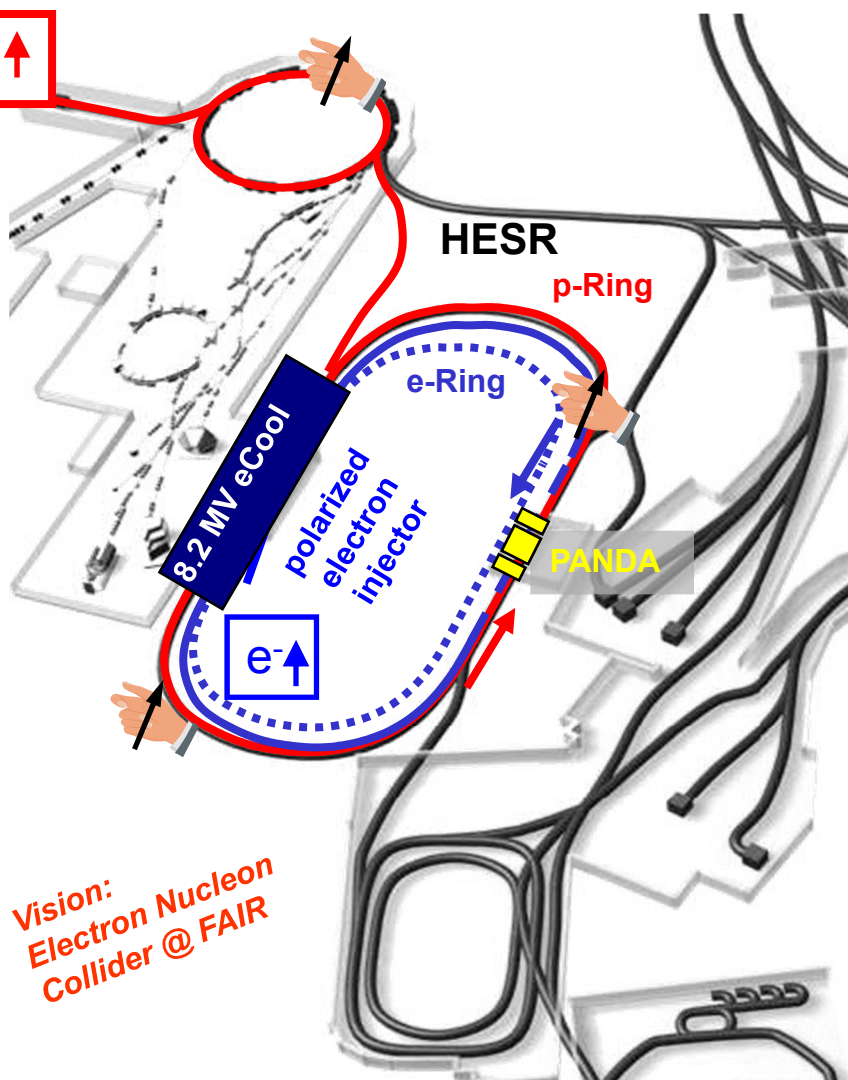 HESR
p-Ring
e-Ring
8.2 MV eCool
polarized
electron
injector
PANDA
e-
Vision:
Electron Nucleon
Collider @ FAIR